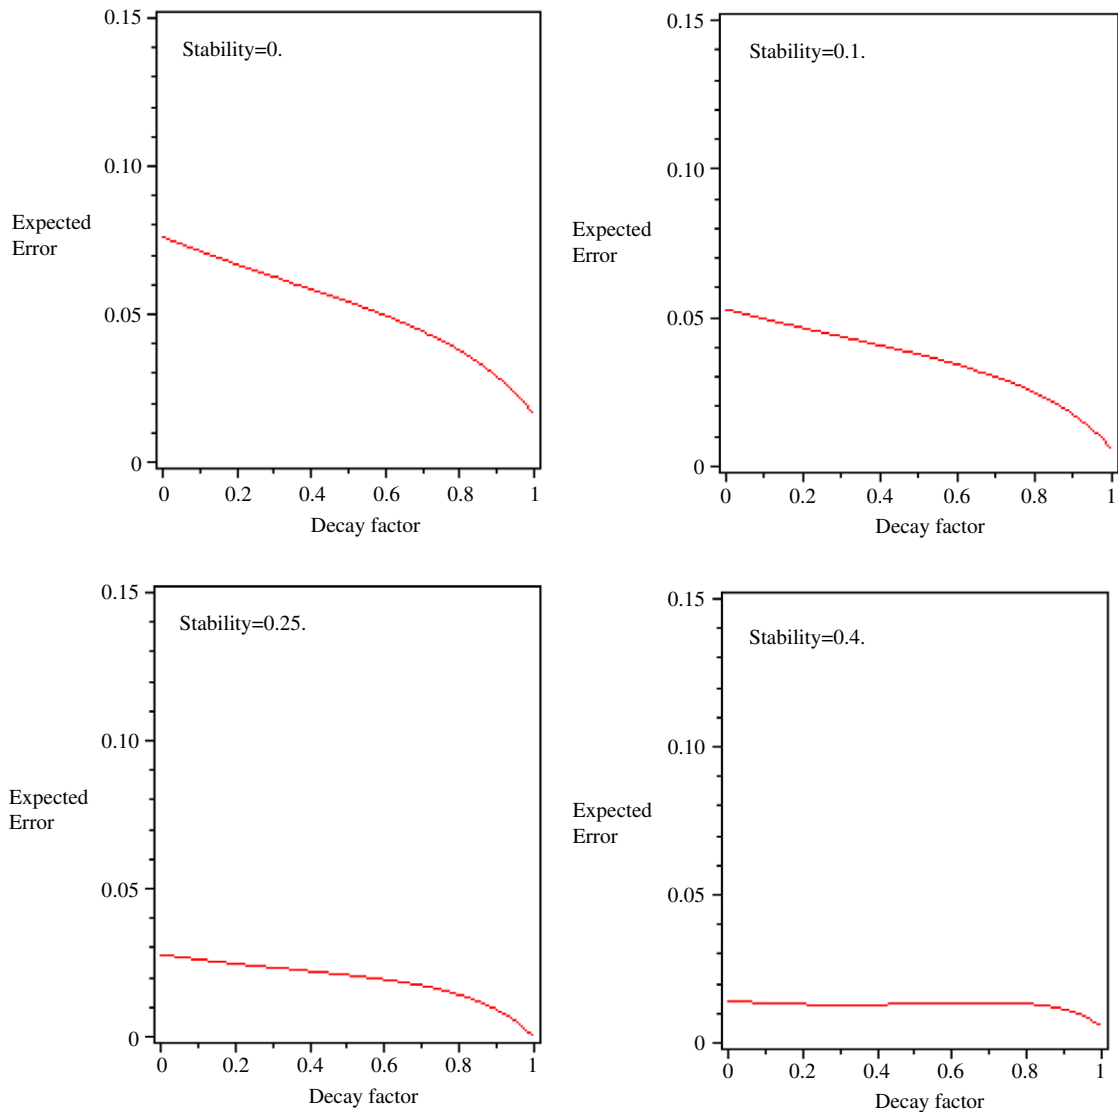 0.15
Stability=0.
0.10
Expected
Error
0.05
0
0 0.2 0.4 0.6 0.8 1
Decay factor
0.15
Stability=0.1.
0.10
Expected
Error
0.05
0
0 0.2 0.4 0.6 0.8 1
Decay factor
0.15
Stability=0.25.
0.10
Expected
Error
0.05
0
0 0.2 0.4 0.6 0.8 1
Decay factor
0.15
Stability=0.4.
0.10
Expected
Error
0.05
0
0 0.2 0.4 0.6 0.8 1
Decay factor